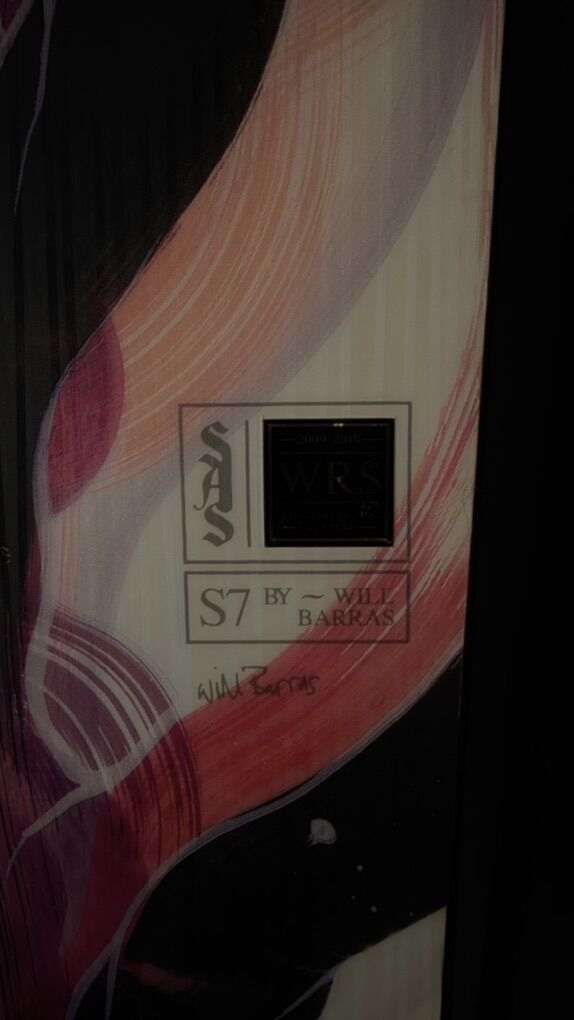 SAS
2009-2010
WRS
S7 BY ~ WILL
BARRAS
Will Barras